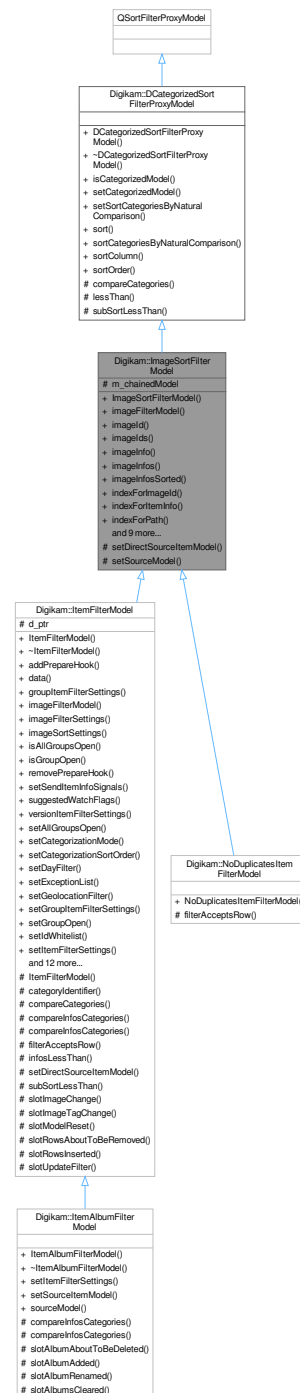 QSortFilterProxyModel
Digikam::DCategorizedSort
FilterProxyModel
+ DCategorizedSortFilterProxy
Model()
+ ~DCategorizedSortFilterProxy
Model()
+ isCategorizedModel()
+ setCategorizedModel()
+ setSortCategoriesByNatural
Comparison()
+ sort()
+ sortCategoriesByNaturalComparison()
+ sortColumn()
+ sortOrder()
# compareCategories()
# lessThan()
# subSortLessThan()
Digikam::ImageSortFilter
Model
# m_chainedModel
+ ImageSortFilterModel()
+ imageFilterModel()
+ imageId()
+ imageIds()
+ imageInfo()
+ imageInfos()
+ imageInfosSorted()
+ indexForImageId()
+ indexForItemInfo()
+ indexForPath()
and 9 more...
# setDirectSourceItemModel()
# setSourceModel()
Digikam::ItemFilterModel
# d_ptr
+ ItemFilterModel()
+ ~ItemFilterModel()
+ addPrepareHook()
+ data()
+ groupItemFilterSettings()
+ imageFilterModel()
+ imageFilterSettings()
+ imageSortSettings()
+ isAllGroupsOpen()
+ isGroupOpen()
+ removePrepareHook()
+ setSendItemInfoSignals()
+ suggestedWatchFlags()
+ versionItemFilterSettings()
+ setAllGroupsOpen()
+ setCategorizationMode()
+ setCategorizationSortOrder()
+ setDayFilter()
+ setExceptionList()
+ setGeolocationFilter()
+ setGroupItemFilterSettings()
+ setGroupOpen()
+ setIdWhitelist()
+ setItemFilterSettings()
and 12 more...
# ItemFilterModel()
# categoryIdentifier()
# compareCategories()
# compareInfosCategories()
# compareInfosCategories()
# filterAcceptsRow()
# infosLessThan()
# setDirectSourceItemModel()
# subSortLessThan()
# slotImageChange()
# slotImageTagChange()
# slotModelReset()
# slotRowsAboutToBeRemoved()
# slotRowsInserted()
# slotUpdateFilter()
Digikam::NoDuplicatesItem
FilterModel
+ NoDuplicatesItemFilterModel()
# filterAcceptsRow()
Digikam::ItemAlbumFilter
Model
+ ItemAlbumFilterModel()
+ ~ItemAlbumFilterModel()
+ setItemFilterSettings()
+ setSourceItemModel()
+ sourceModel()
# compareInfosCategories()
# compareInfosCategories()
# slotAlbumAboutToBeDeleted()
# slotAlbumAdded()
# slotAlbumRenamed()
# slotAlbumsCleared()